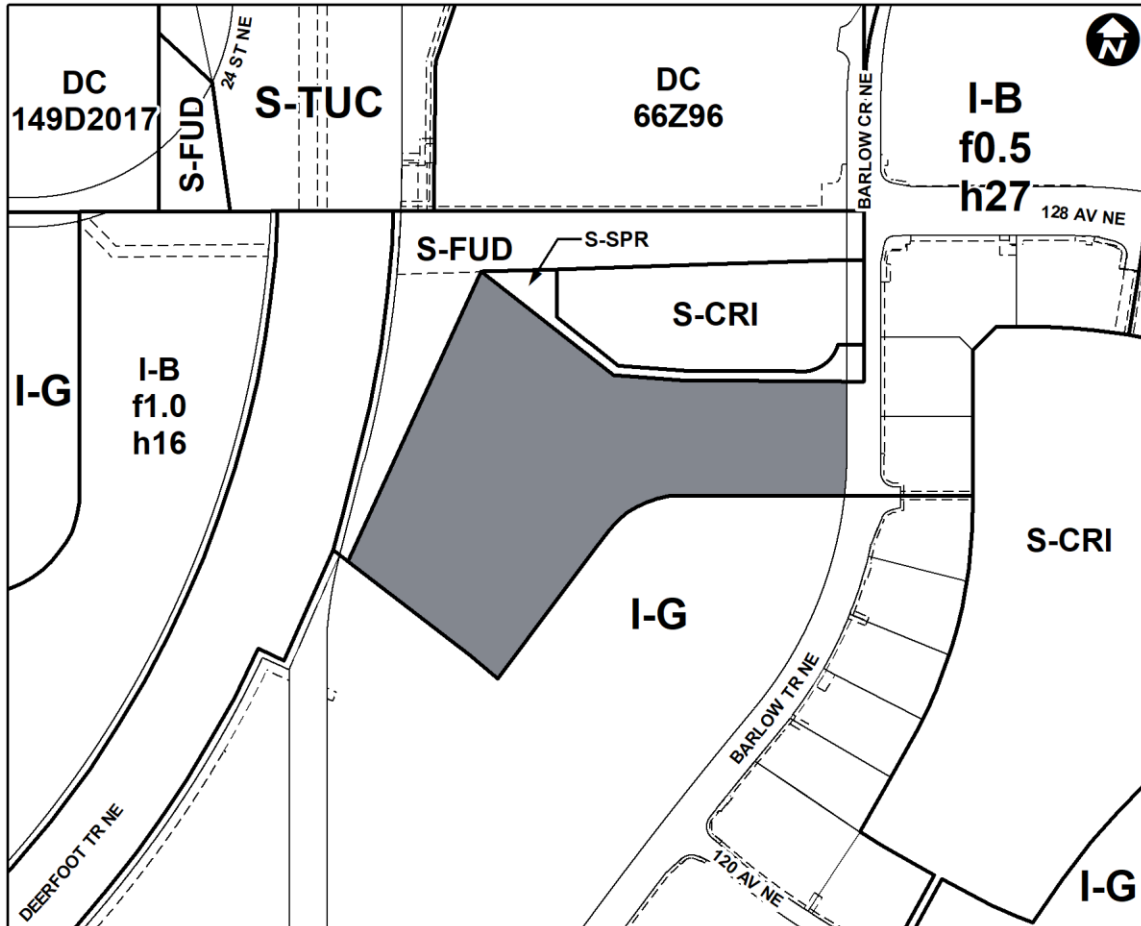 N
DC
149D2017
24 ST NE
S-FUD
S-TUC
DC
66Z96
BARLOW CR NE
I-B
f0.5
h27
128 AV NE
S-FUD
S-SPR
S-CRI
I-G
I-B
f1.0
h16
S-CRI
I-G
BARLOW TR NE
DEERFOOT TR NE
120 AV NE
I-G